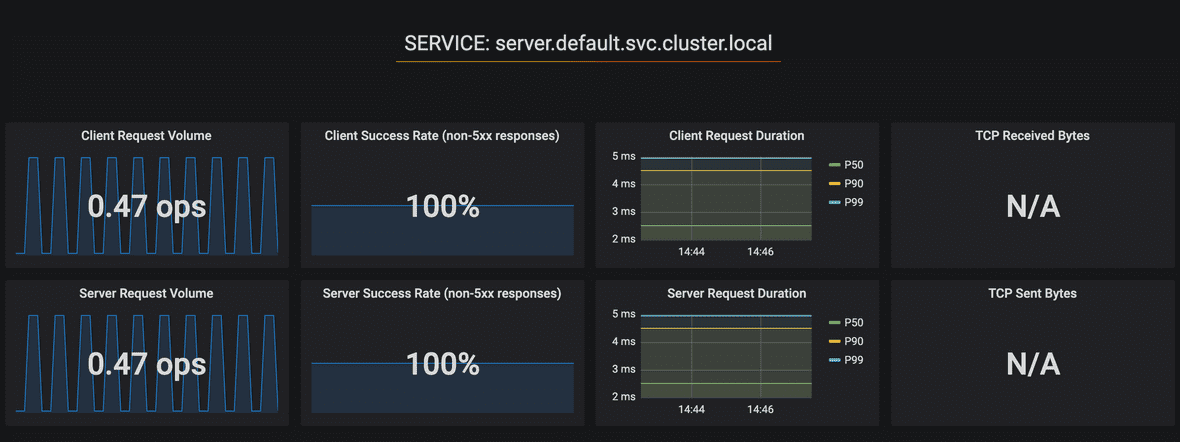 SERVICE: server.default.svc.cluster.local
Client Request Volume
0.47 ops
Client Success Rate (non-5xx responses)
100%
Client Request Duration
5 ms
4 ms
3 ms
2 ms
14:44 14:46
P50
P90
P99
TCP Received Bytes
N/A
Server Request Volume
0.47 ops
Server Success Rate (non-5xx responses)
100%
Server Request Duration
5 ms
4 ms
3 ms
2 ms
14:44 14:46
P50
P90
P99
TCP Sent Bytes
N/A